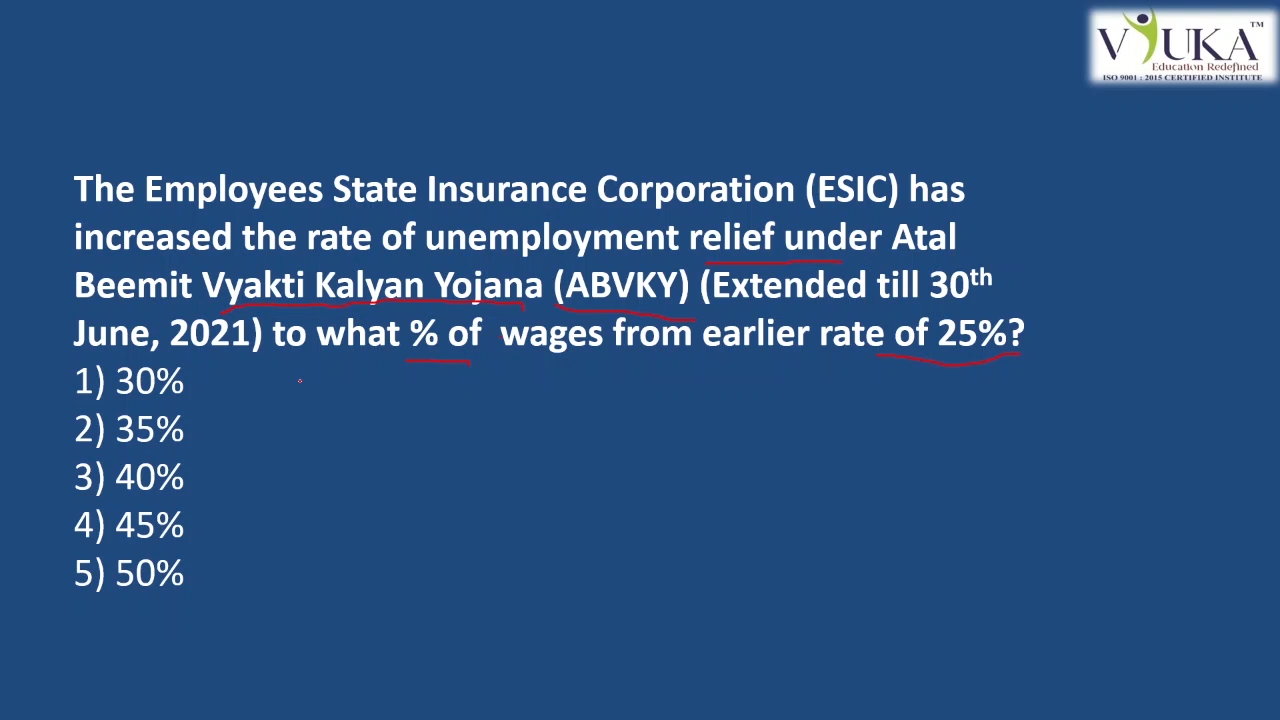 VYUKA™
Education Redefined
ISO 9001 : 2015 CERTIFIED INSTITUTE
The Employees State Insurance Corporation (ESIC) has
increased the rate of unemployment relief under Atal
Beemit Vyakti Kalyan Yojana (ABVKY) (Extended till 30th
June, 2021) to what % of wages from earlier rate of 25%?
1) 30%
2) 35%
3) 40%
4) 45%
5) 50%